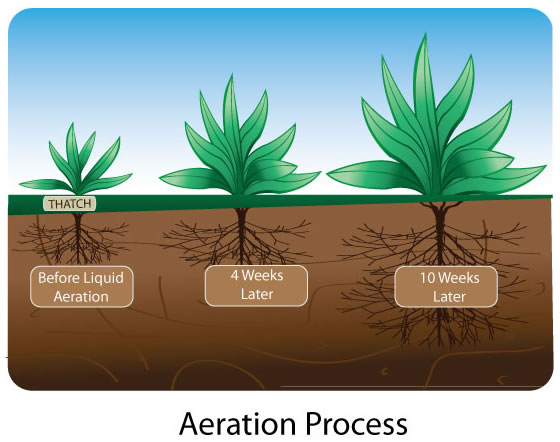 THATCH
Before Liquid
Aeration
4 Weeks
Later
10 Weeks
Later
Aeration Process